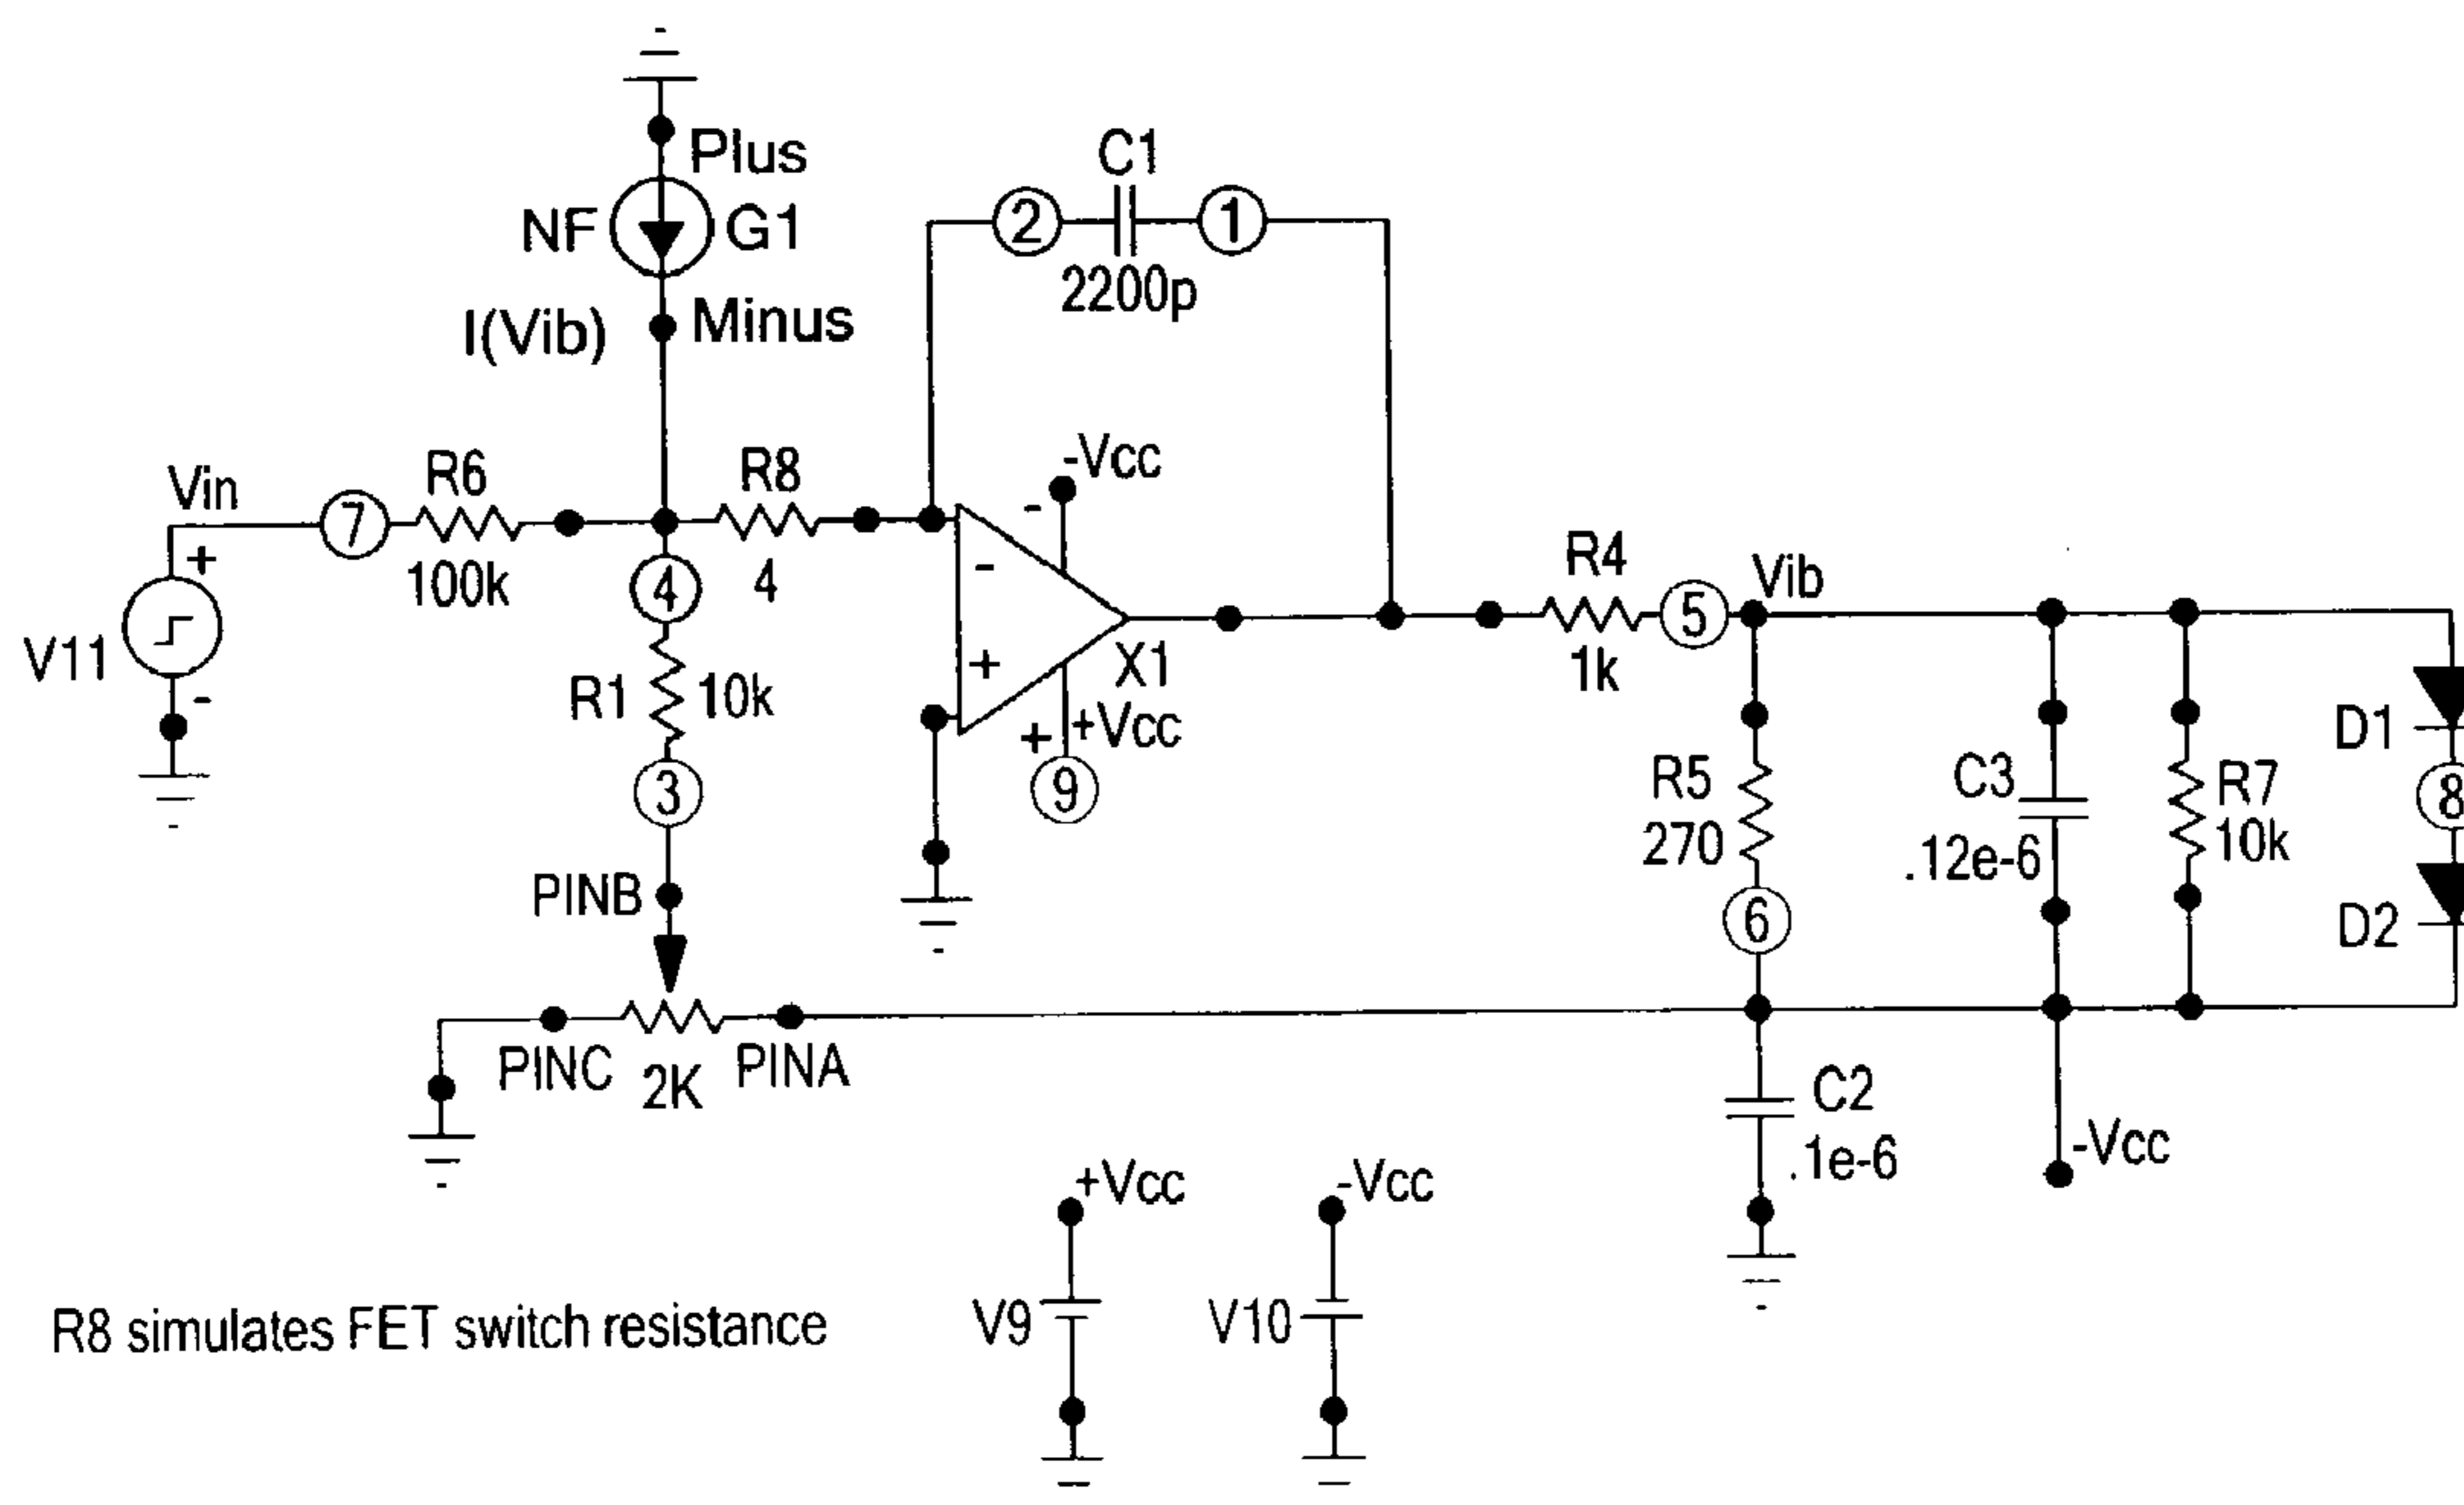 Plus
NF
G1
I(Vib)
Minus
C1
2
1
2200p
-Vcc
-
Vin
7
R6
100k
R8
4
4
+
V11
-
R1
10k
3
-
+
X1
+
+Vcc
9
R4
1k
5
Vib
R5
270
6
C3
.12e-6
R7
10k
D1
8
D2
PINB
PINC
2K
PINA
C2
.1e-6
-Vcc
+Vcc
V9
-Vcc
V10
R8 simulates FET switch resistance